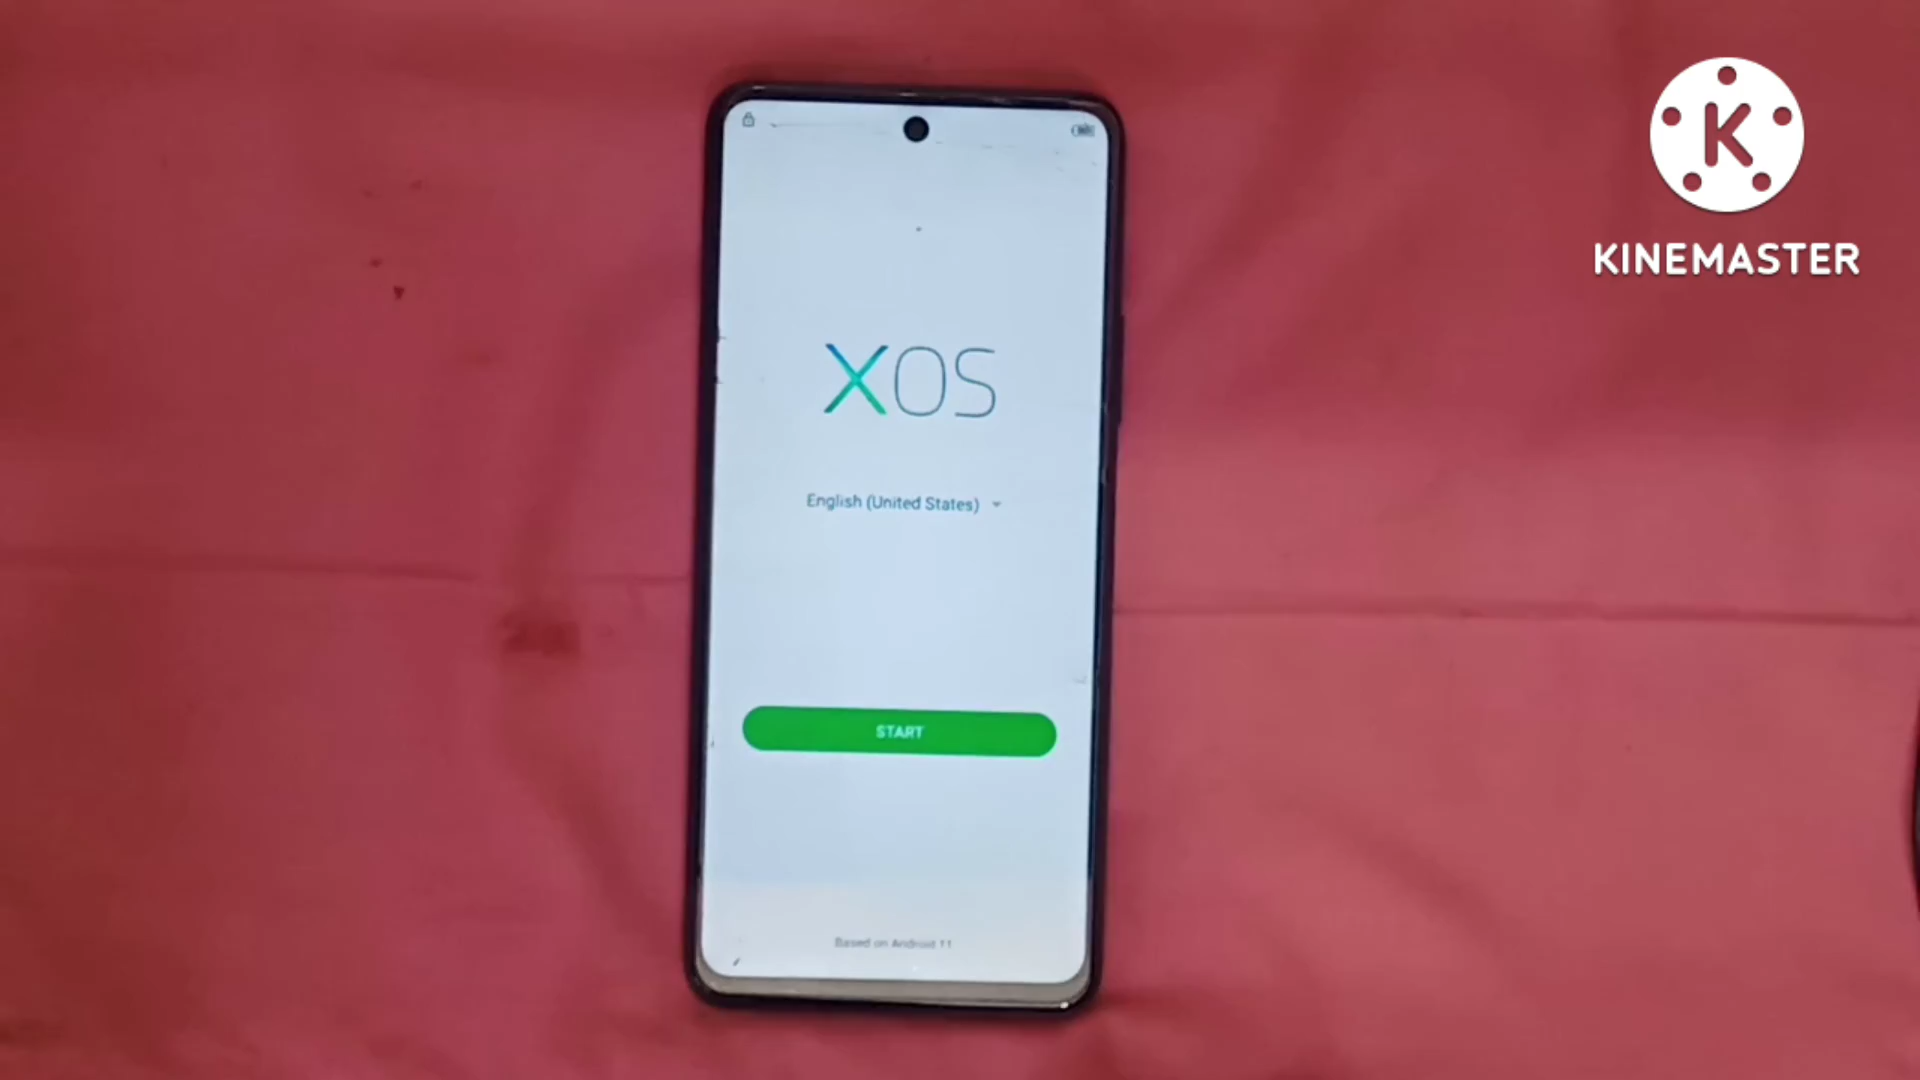 K
KINEMASTER
XOS
English (United States)
START
Based on Android 11